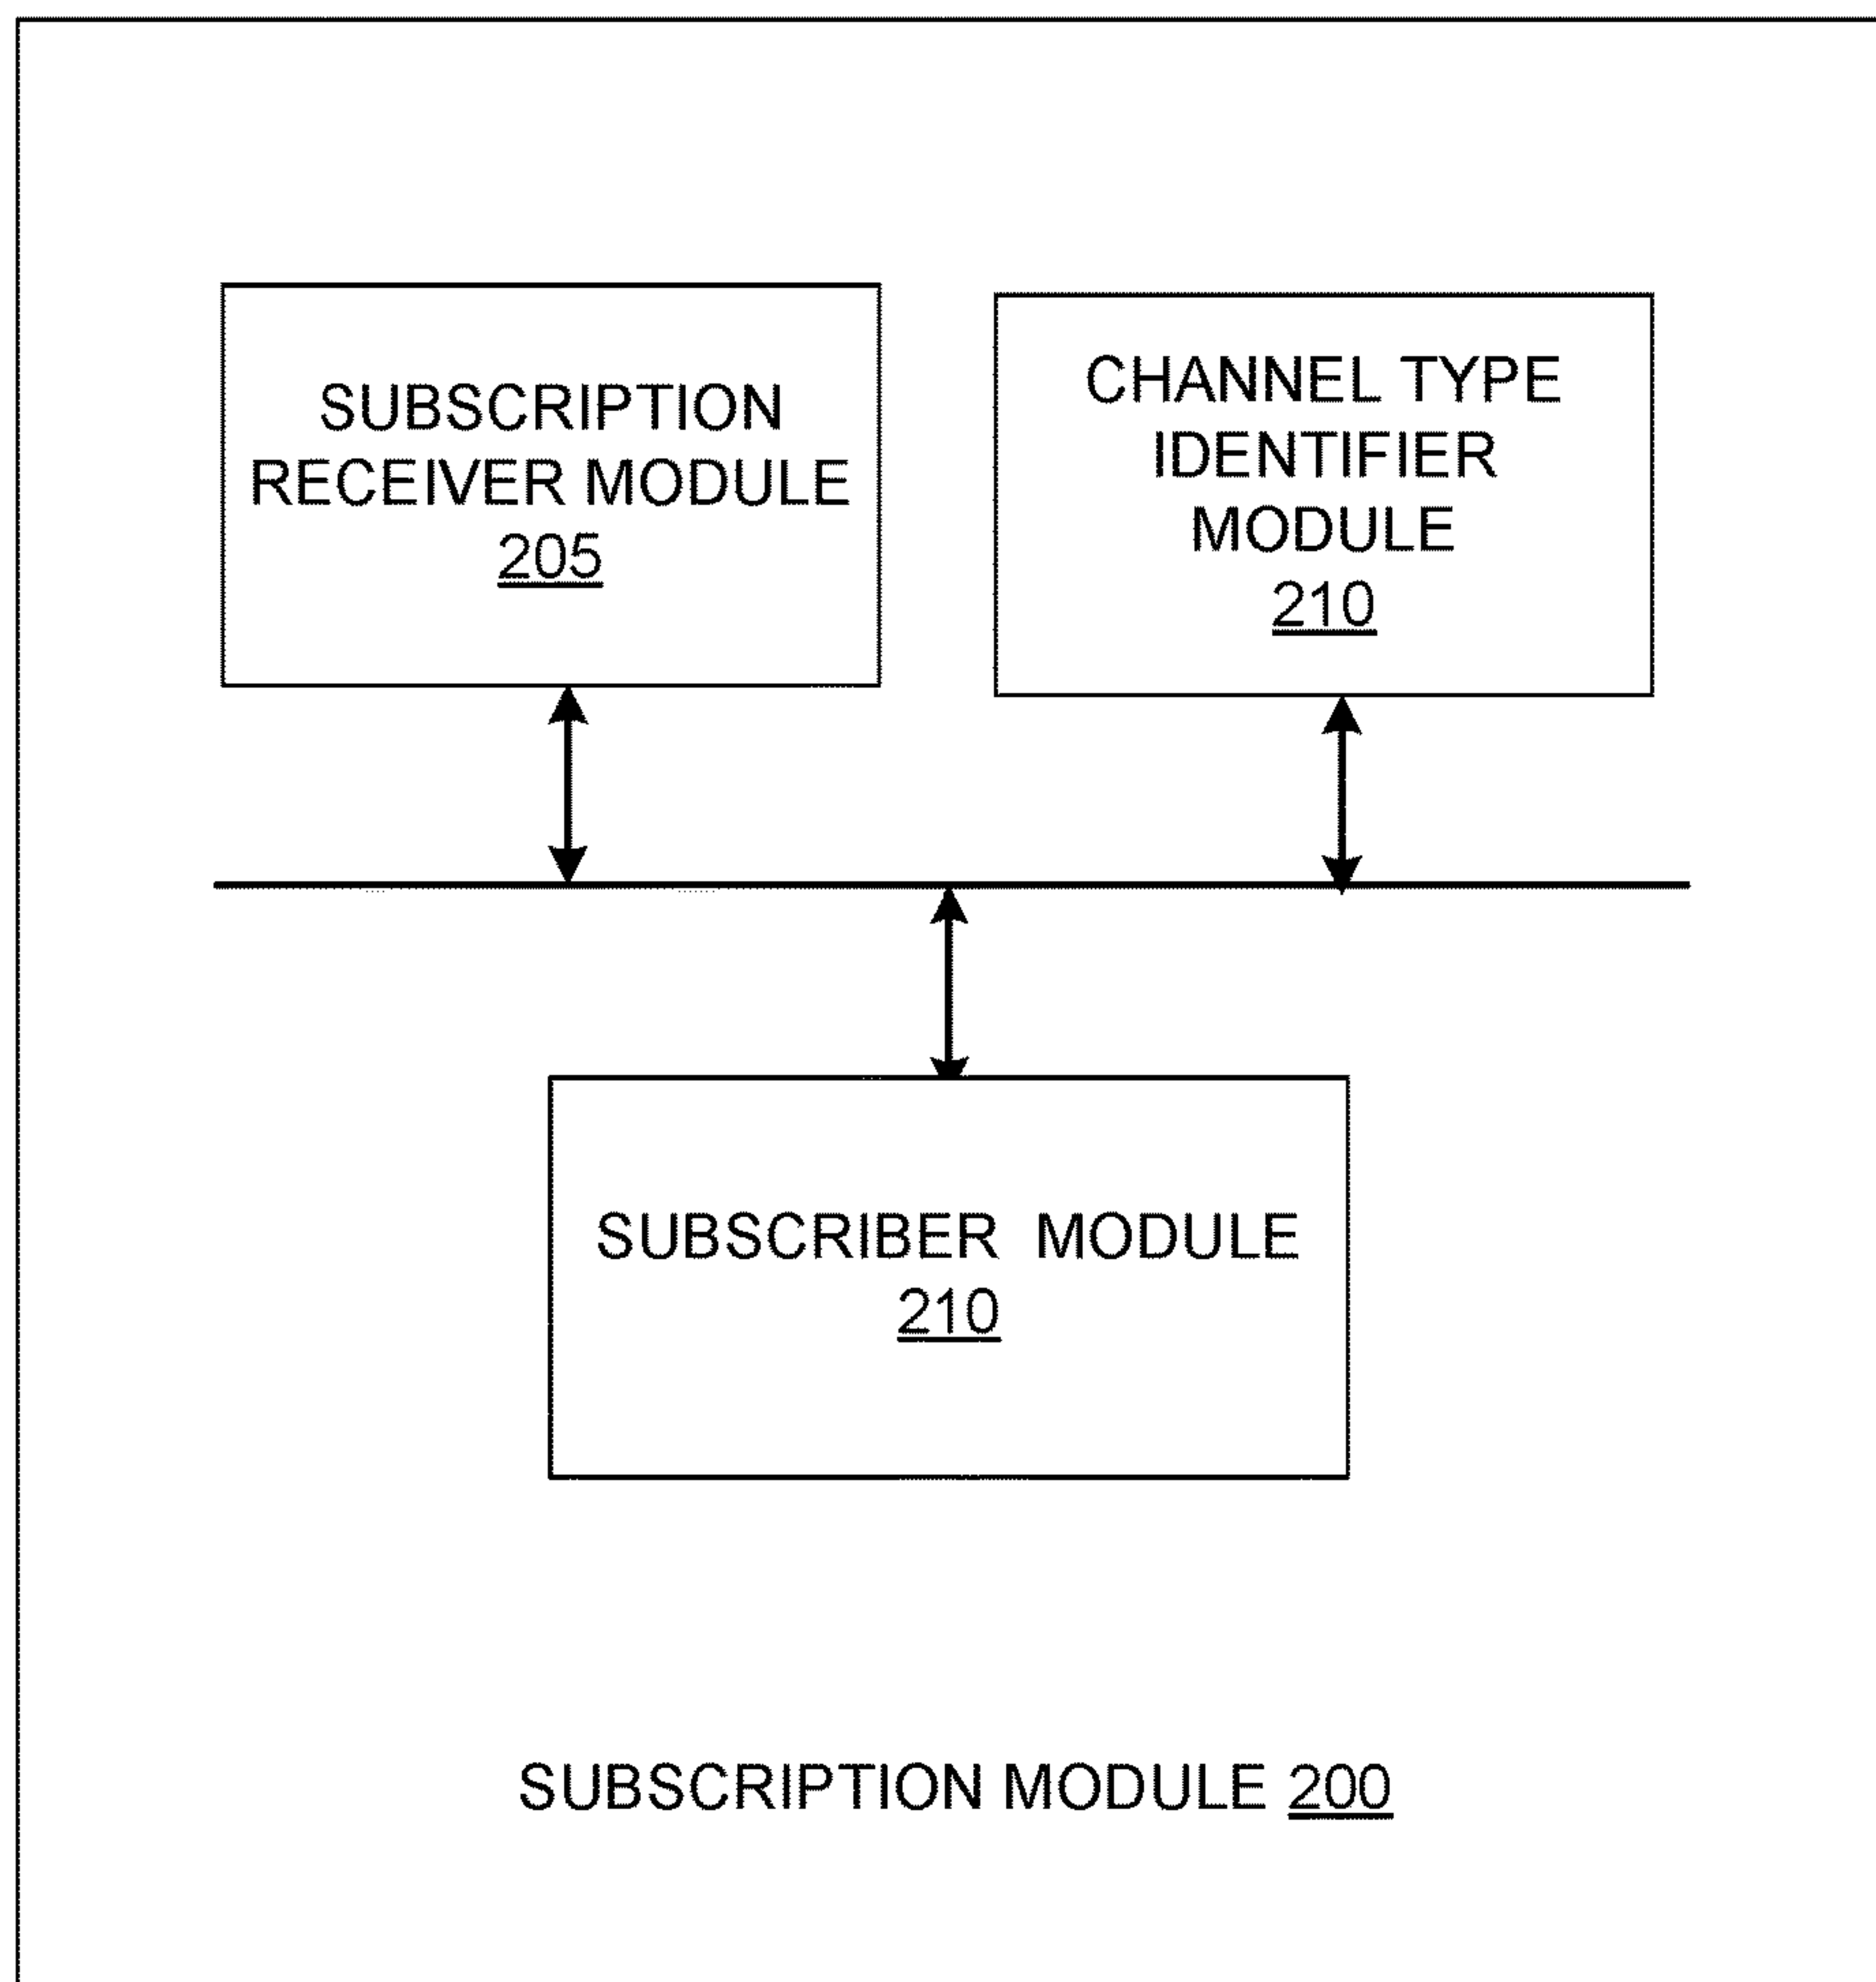 SUBSCRIPTION
RECEIVER MODULE
205
CHANNEL TYPE
IDENTIFIER
MODULE
210
SUBSCRIBER MODULE
210
SUBSCRIPTION MODULE 200